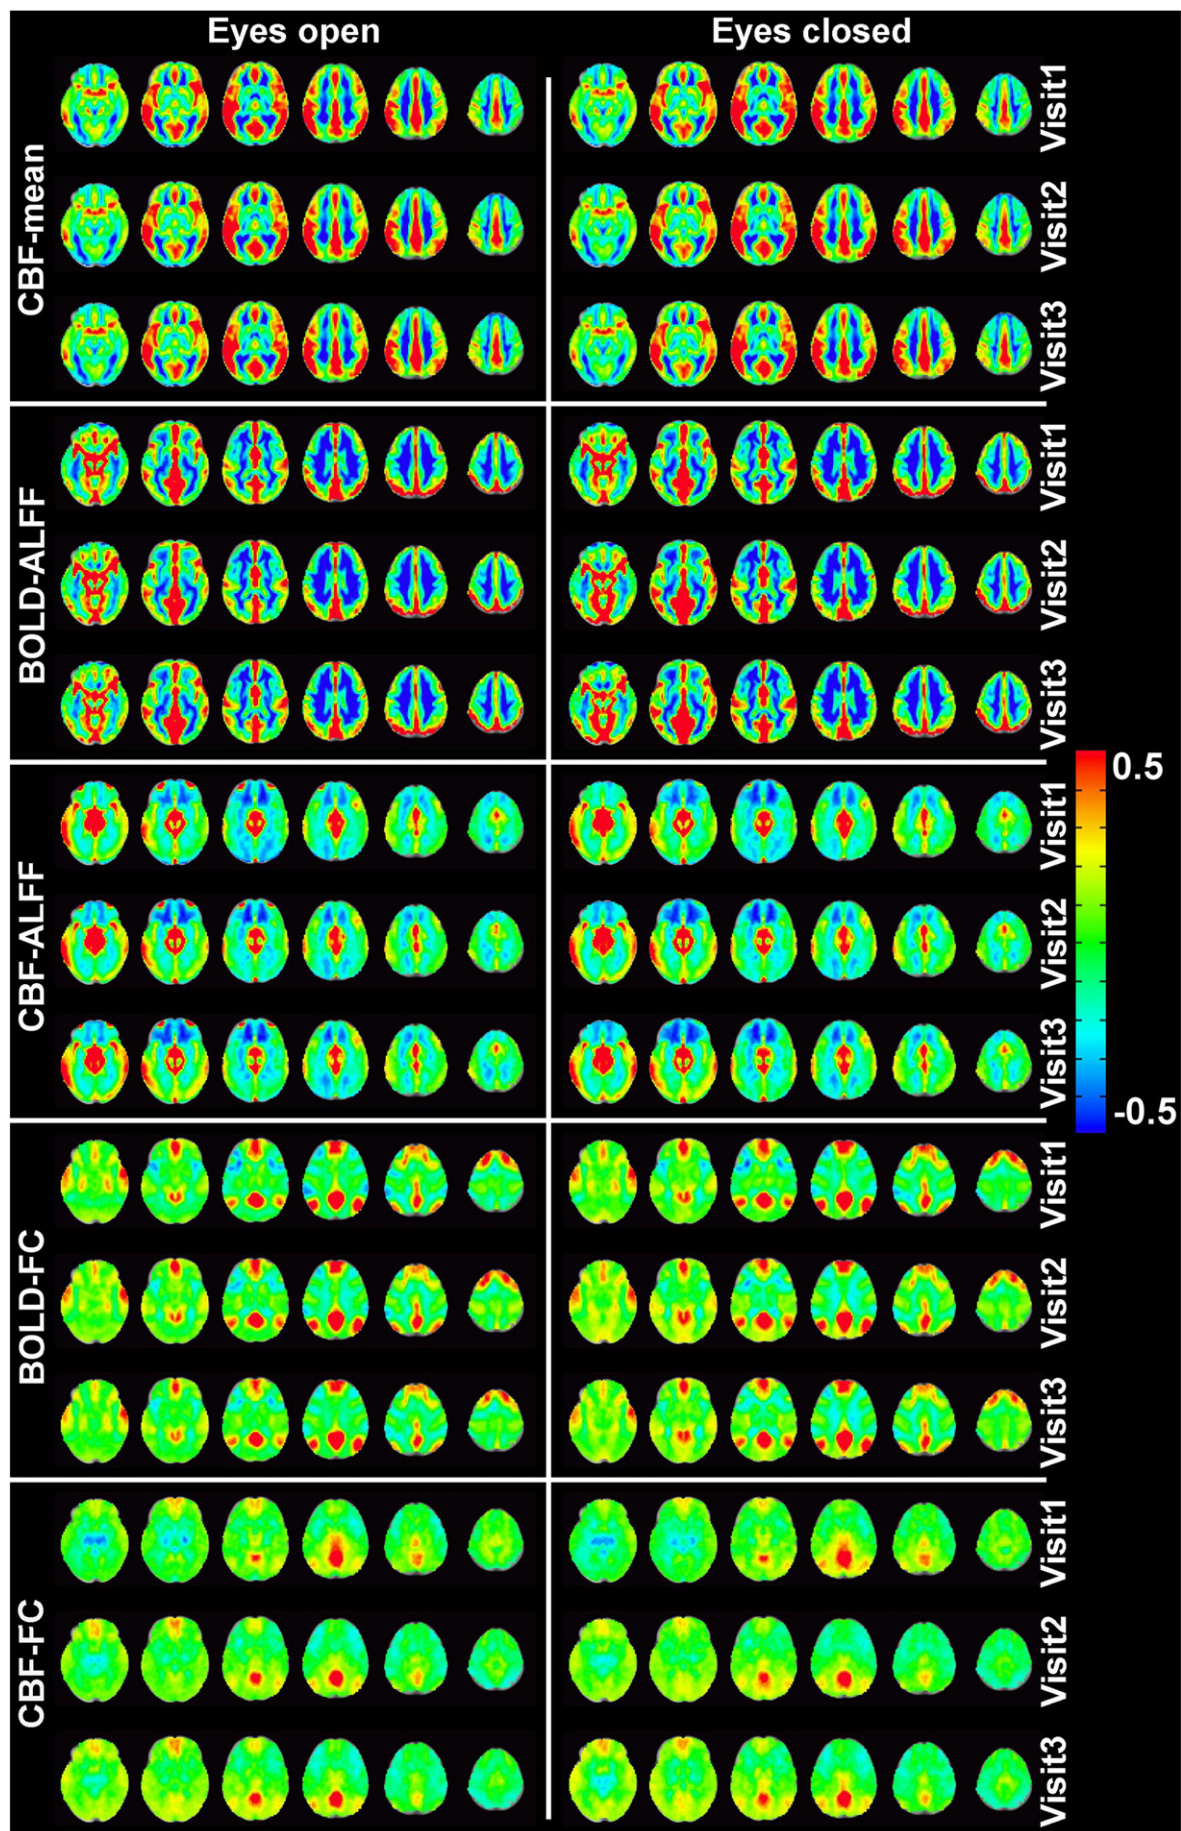 Eyes open
Eyes closed
CBF-mean
Visit1
Visit2
Visit3
BOLD-ALFF
Visit1
Visit2
Visit3
CBF-ALFF
Visit1
Visit2
Visit3
0.5
-0.5
BOLD-FC
Visit1
Visit2
Visit3
CBF-FC
Visit1
Visit2
Visit3